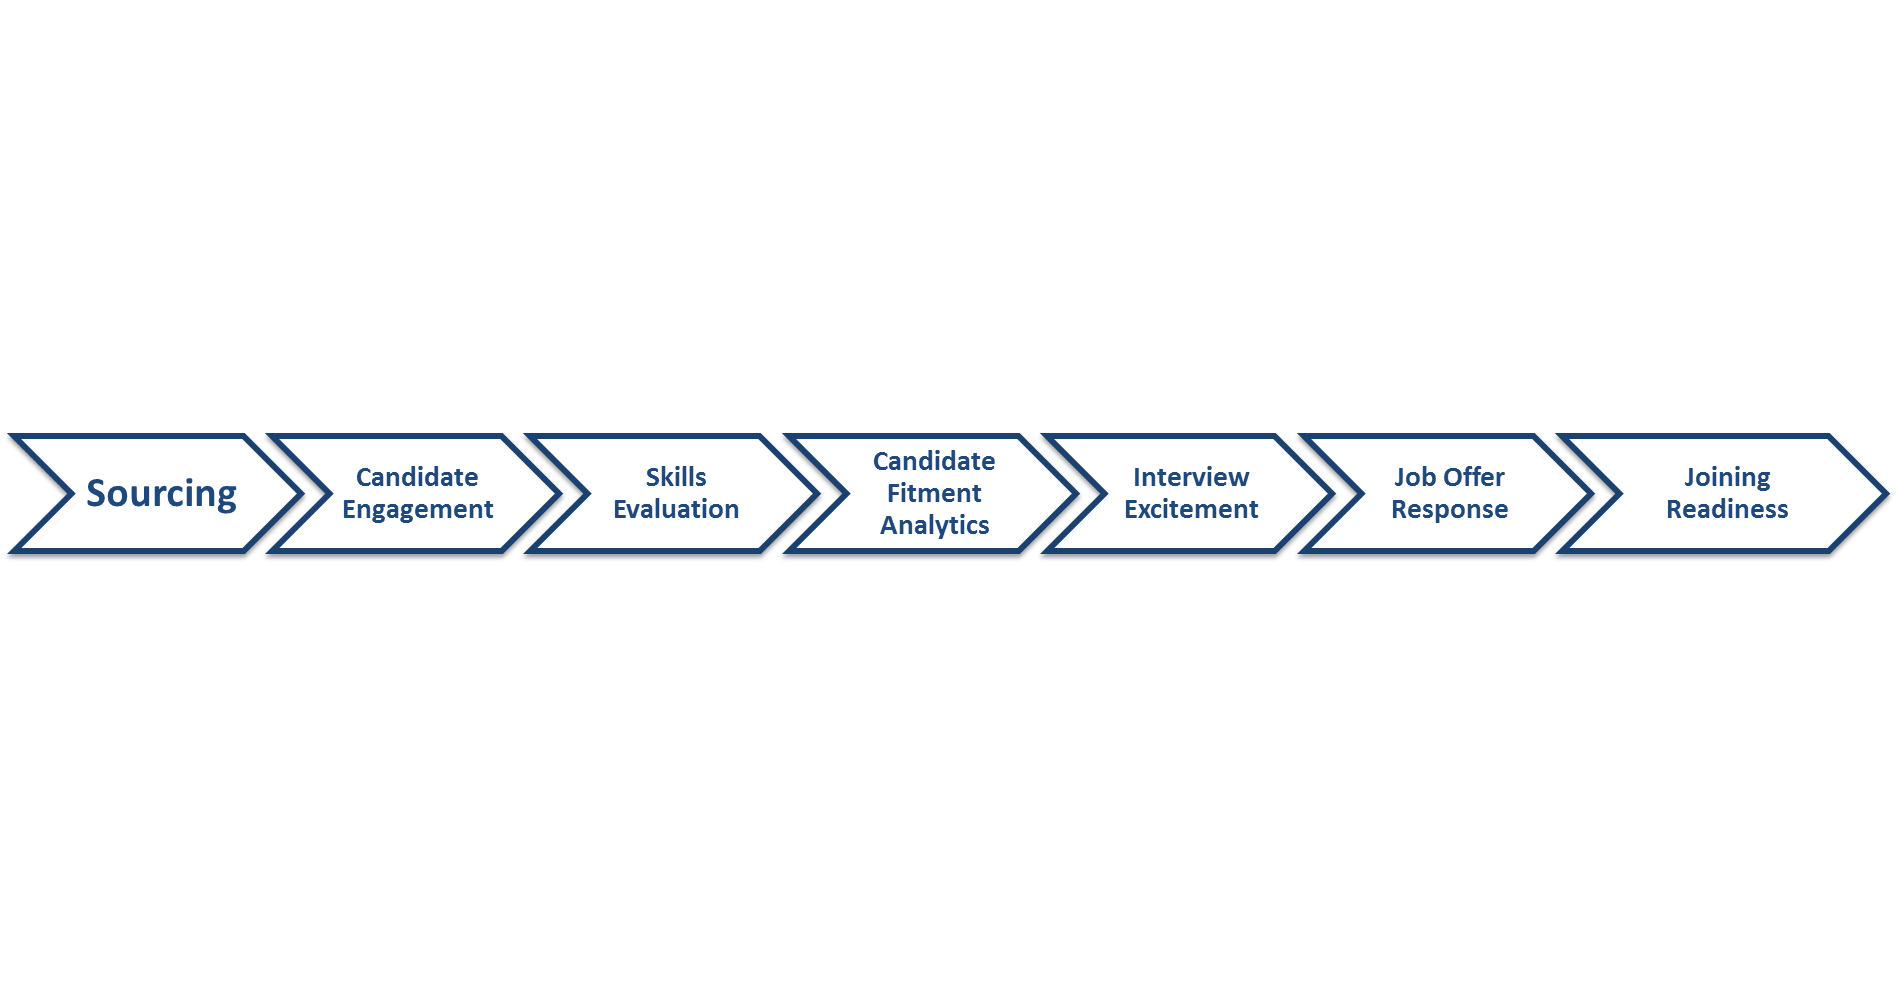 Sourcing
Candidate
Engagement
Skills
Evaluation
Candidate
Fitment
Analytics
Interview
Excitement
Job Offer
Response
Joining
Readiness